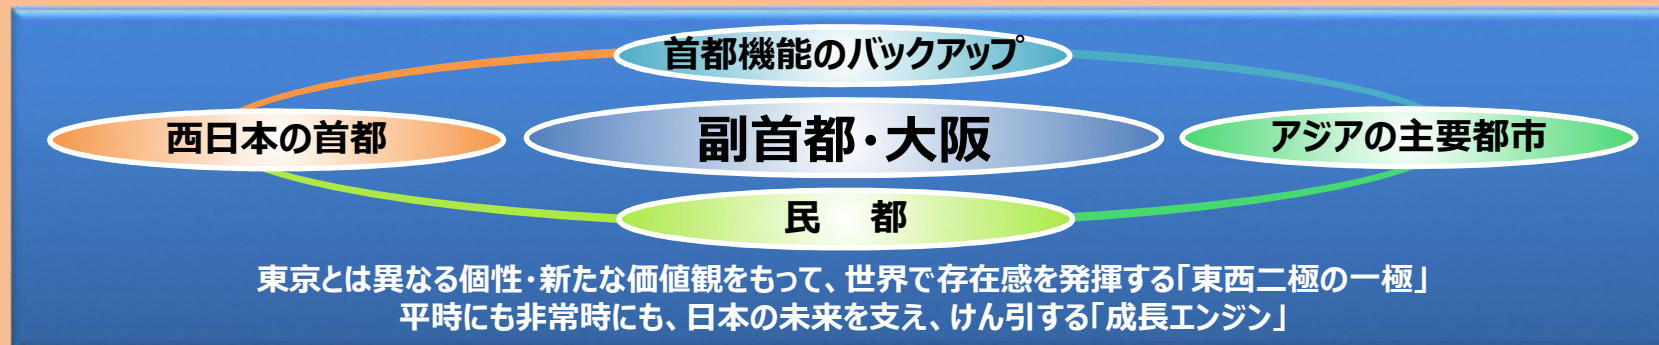 首都機能のバックアップ
西日本の首都
副首都・大阪
アジアの主要都市
民　都
東京とは異なる個性・新たな価値観をもって、世界で存在感を発揮する「東西二極の一極」
平時にも非常時にも、日本の未来を支え、けん引する「成長エンジン」